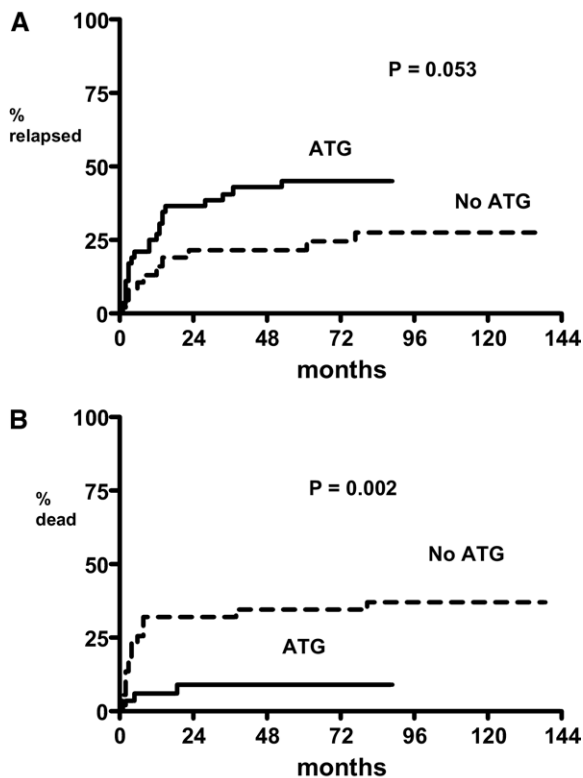 A
100
P = 0.053
75
%
relapsed
ATG
50
No ATG
25
0
0 24 48 72 96 120 144
months
B
100
75
P = 0.002
%
dead
No ATG
50
ATG
25
0
0 24 48 72 96 120 144
months